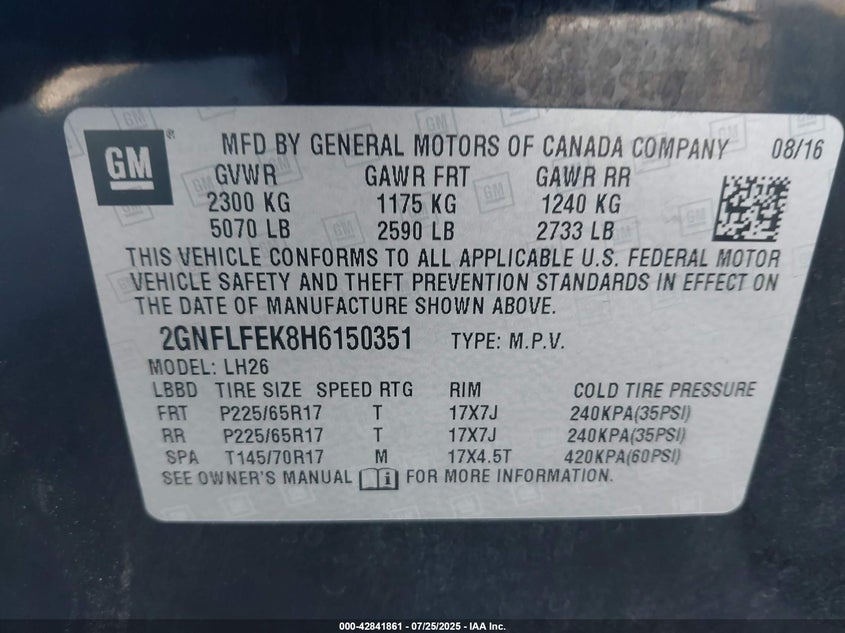 GM ®
MFD BY GENERAL MOTORS OF CANADA COMPANY 08/16
GVWR GAWR FRT GAWR RR
2300 KG 1175 KG 1240 KG
5070 LB 2590 LB 2733 LB
THIS VEHICLE CONFORMS TO ALL APPLICABLE U.S. FEDERAL MOTOR
VEHICLE SAFETY AND THEFT PREVENTION STANDARDS IN EFFECT ON
THE DATE OF MANUFACTURE SHOWN ABOVE.
2GNFLFEK8H6150351 TYPE: M.P.V.
MODEL: LH26
LBBD TIRE SIZE SPEED RTG RIM COLD TIRE PRESSURE
FRT P225/65R17 T 17X7J 240KPA(35PSI)
RR P225/65R17 T 17X7J 240KPA(35PSI)
SPA T145/70R17 M 17X4.5T 420KPA(60PSI)
SEE OWNER'S MANUAL i FOR MORE INFORMATION.
000-42841861 - 07/25/2025 - IAA Inc.